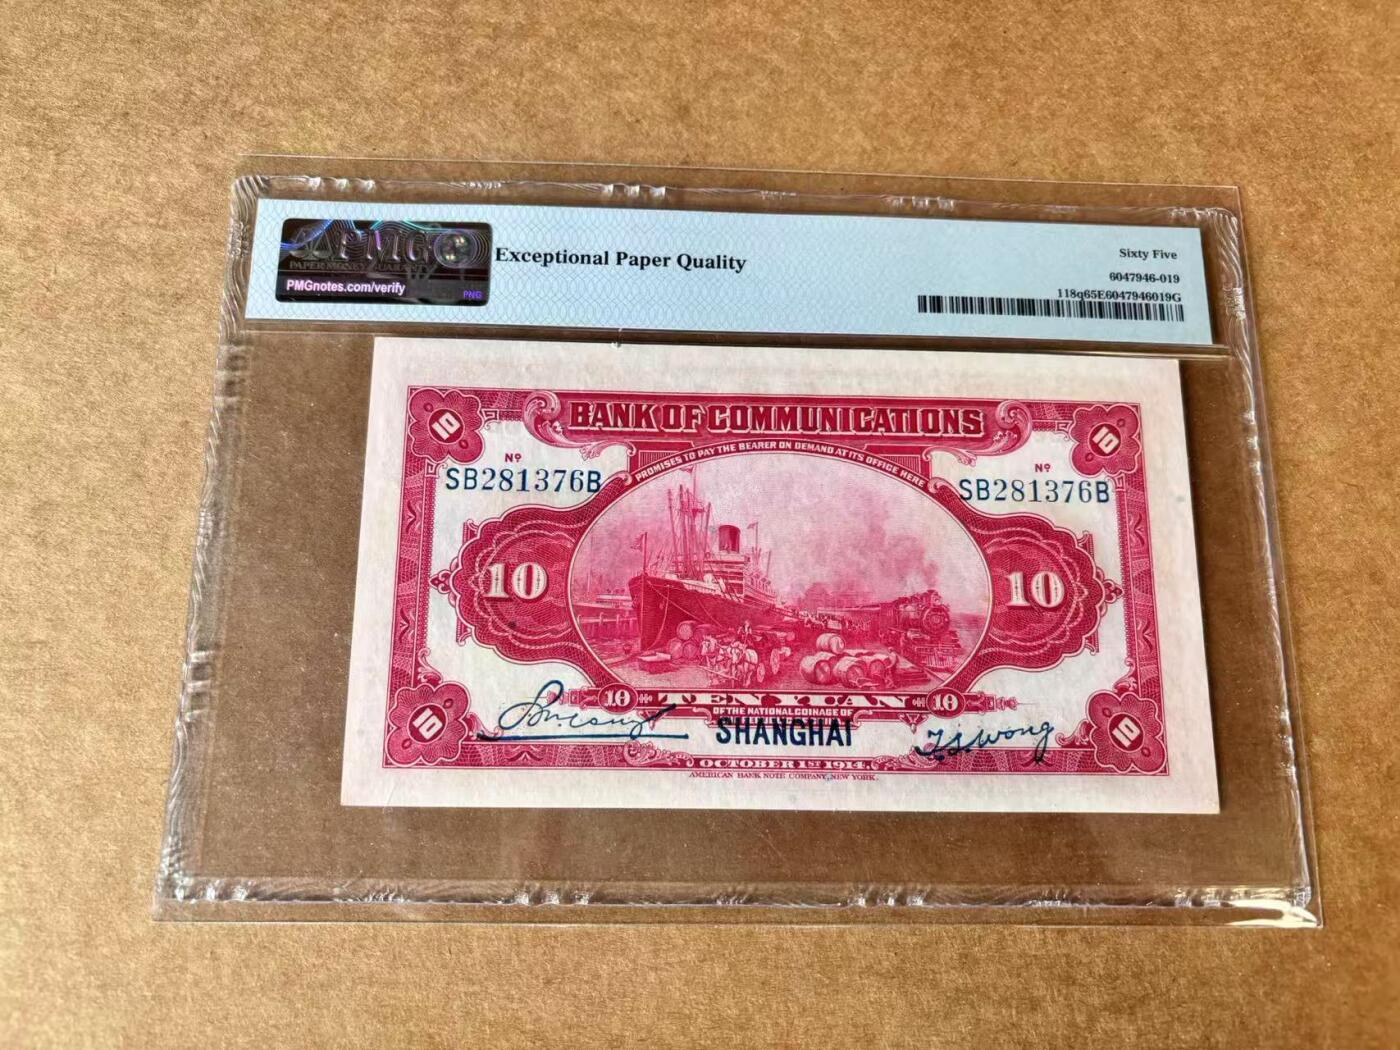 PMG
PAPER MONEY GUARANTY
PMGnotes.com/verify
PNG
Exceptional Paper Quality
Sixty Five
6047946-019
118q65E6047946019G
BANK OF COMMUNICATIONS
PROMISES TO PAY THE BEARER ON DEMAND AT ITS OFFICE HERE
10
10
Nº
SB281376B
Nº
SB281376B
10
10
10
TEN YUAN
10
OF THE NATIONAL COINAGE OF
SHANGHAI
T.S.Wong
10
10
OCTOBER 1ST 1914.
AMERICAN BANK NOTE COMPANY, NEW YORK.